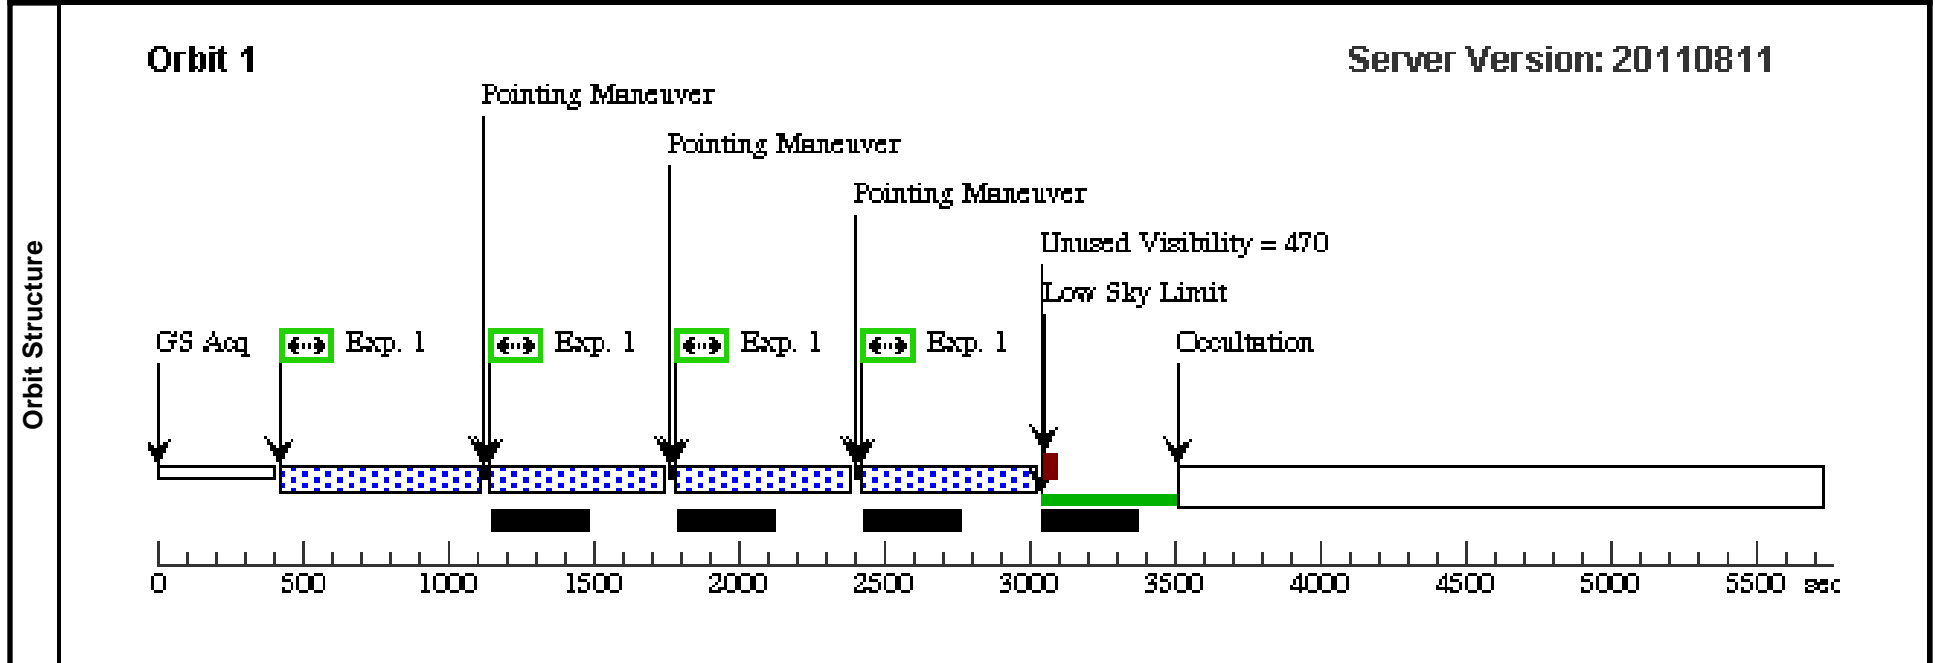 Orbit Structure
Orbit 1
Server Version: 20110811
Pointing Maneuver
Pointing Maneuver
Pointing Maneuver
Unused Visibility = 470
Low Sky Limit
GS Acq Exp. 1 Exp. 1 Exp. 1 Exp. 1 Occultation
0 500 1000 1500 2000 2500 3000 3500 4000 4500 5000 5500 sec